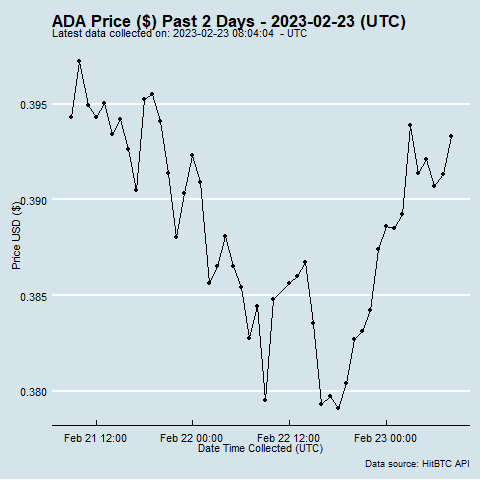 ADA Price ($) Past 2 Days - 2023-02-23 (UTC)
Latest data collected on: 2023-02-23 08:04:04 - UTC
0.395
0.390
0.385
0.380
Price USD ($)
Feb 21 12:00
Feb 22 00:00
Feb 22 12:00
Feb 23 00:00
Date Time Collected (UTC)
Data source: HitBTC API